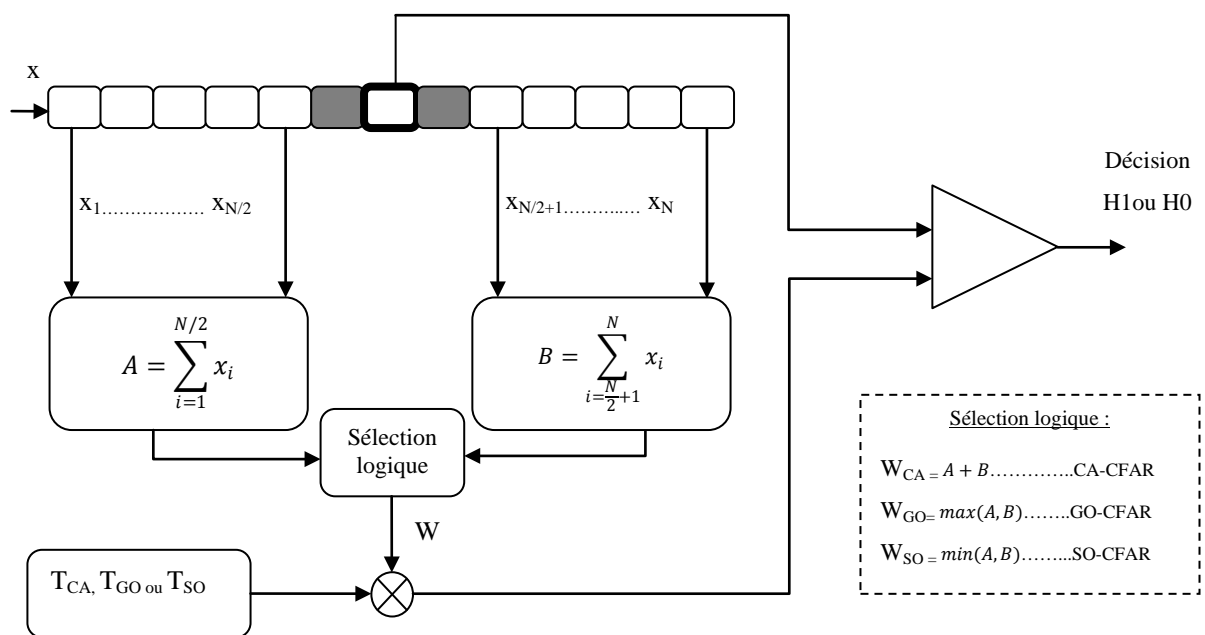 x
Décision
H1ou H0
x1……………… xN/2
xN/2+1………..… xN
A = ∑_{i=1}^{N/2} x_i
B = ∑_{i=N/2+1}^{N} x_i
Sélection
logique
Sélection logique :
WCA = A + B…………..CA-CFAR
WGO= max(A, B)……..GO-CFAR
WSO = min(A, B)……...SO-CFAR
W
TCA, TGO ou TSO